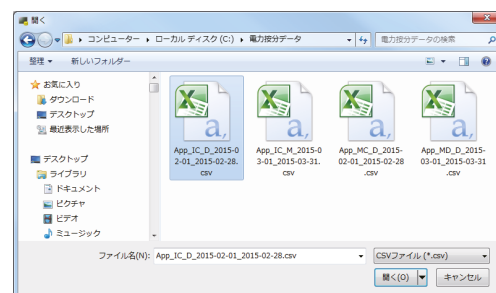 開く
コンピューター ▸ ローカル ディスク (C:) ▸ 電力按分データ
電力按分データの検索
整理 ▼ 新しいフォルダー
お気に入り
ダウンロード
デスクトップ
最近表示した場所
デスクトップ
ライブラリ
ドキュメント
ピクチャ
ビデオ
ミュージック
App_IC_D_2015-0
2-01_2015-02-28.
csv
App_IC_M_2015-0
3-01_2015-03-31.
csv
App_MC_D_2015-
02-01_2015-02-28
.csv
App_MD_D_2015-
03-01_2015-03-31
.csv
ファイル名(N): App_IC_D_2015-02-01_2015-02-28.csv
CSVファイル (*.csv)
開く(O) キャンセル